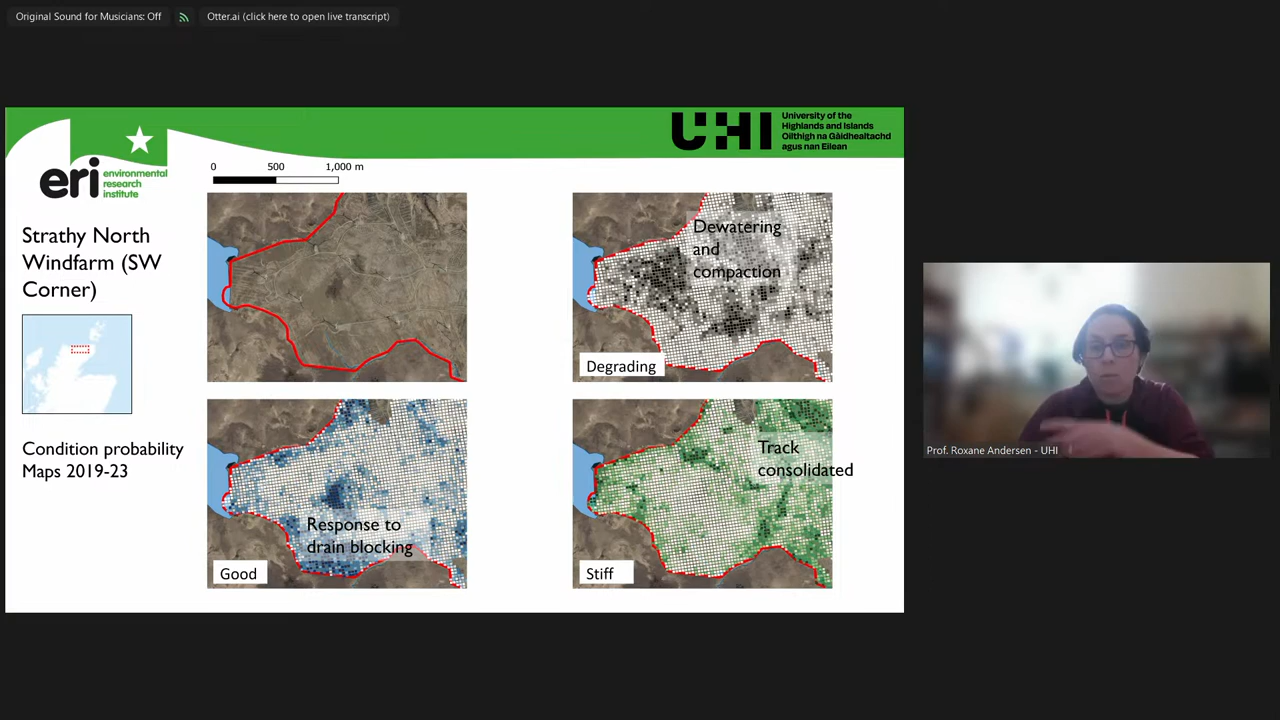 Original Sound for Musicians: Off
Otter.ai (click here to open live transcript)
eri environmental
research
institute
UHI
University of the
Highlands and Islands
Oilthigh na Gàidhealtachd
agus nan Eilean
0 500 1,000 m
Strathy North
Windfarm (SW
Corner)
Condition probability
Maps 2019-23
Dewatering
and
compaction
Degrading
Response to
drain blocking
Good
Track
consolidated
Stiff
Prof. Roxane Andersen - UHI